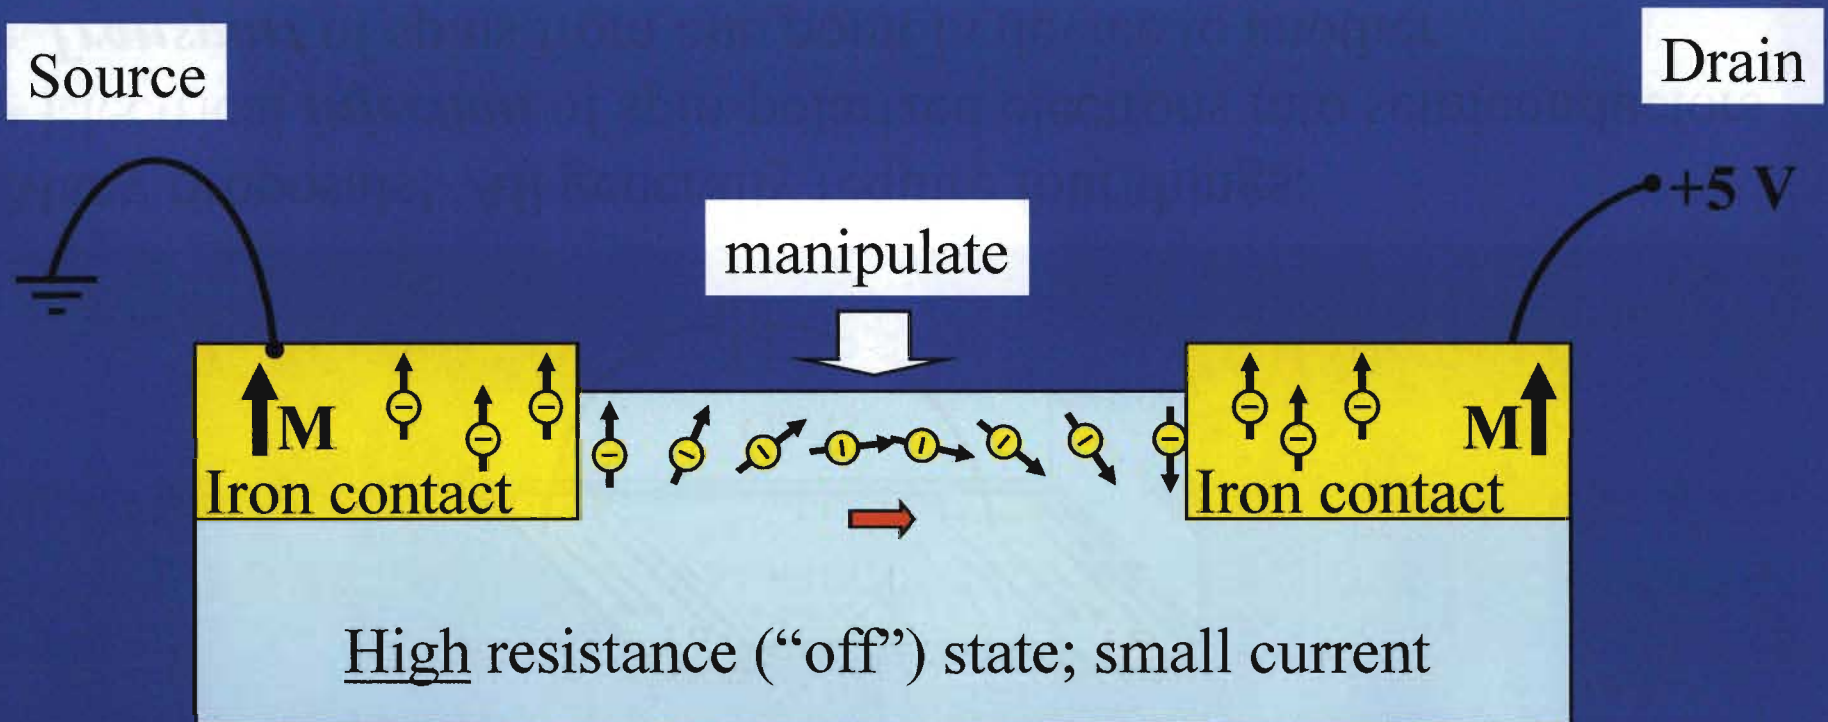 Source
Drain
+5 V
manipulate
M
M
Iron contact
Iron contact
High resistance (“off”) state; small current